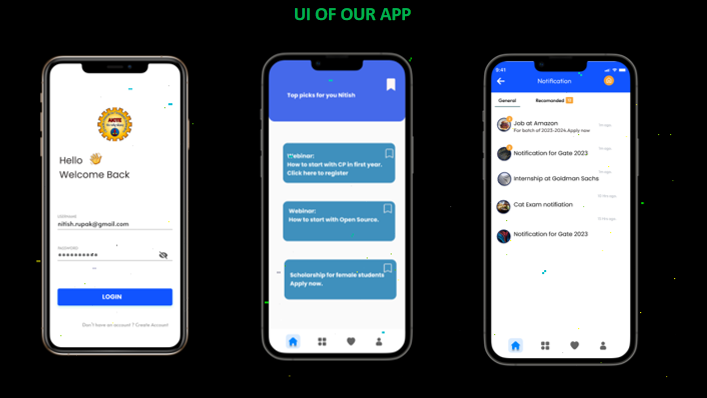 UI OF OUR APP
AICTE
Hello
Welcome Back
USERNAME
nitish.rupak@gmail.com
PASSWORD
LOGIN
Don't have an account ? Create Account
Top picks for you Nitish
Webinar:
How to start with CP in first year.
Click here to register
Webinar:
How to start with Open Source.
Scholarship for female students
Apply now.
9:41
Notification
General
Recomanded
Job at Amazon
For batch of 2023-2024.Apply now
Notification for Gate 2023
Internship at Goldman Sachs
Cat Exam notification
Notification for Gate 2023